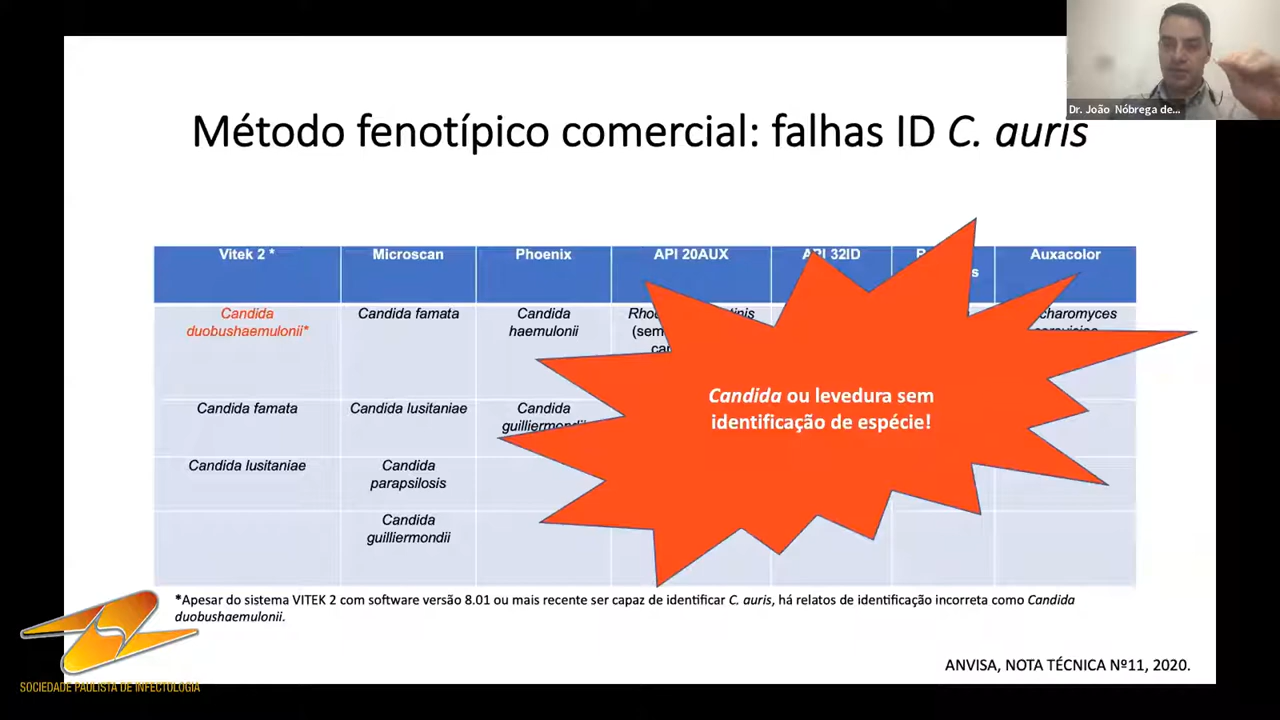 Dr. João Nóbrega de...
Método fenotípico comercial: falhas ID C. auris
Vitek 2 * Microscan Phoenix API 20AUX API 32ID Auxacolor
Candida duobushaemulonii*
Candida famata
Candida haemulonii
(sem
Candida famata
Candida lusitaniae
Candida
Candida lusitaniae
Candida parapsilosis
Candida guilliermondii
Candida ou levedura sem
identificação de espécie!
*Apesar do sistema VITEK 2 com software versão 8.01 ou mais recente ser capaz de identificar C. auris, há relatos de identificação incorreta como Candida
duobushaemulonii.
ANVISA, NOTA TÉCNICA Nº11, 2020.
SOCIEDADE PAULISTA DE INFECTOLOGIA